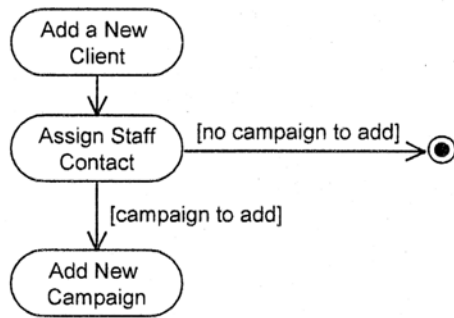 Add a New
Client
Assign Staff
Contact
[no campaign to add]
[campaign to add]
Add New
Campaign